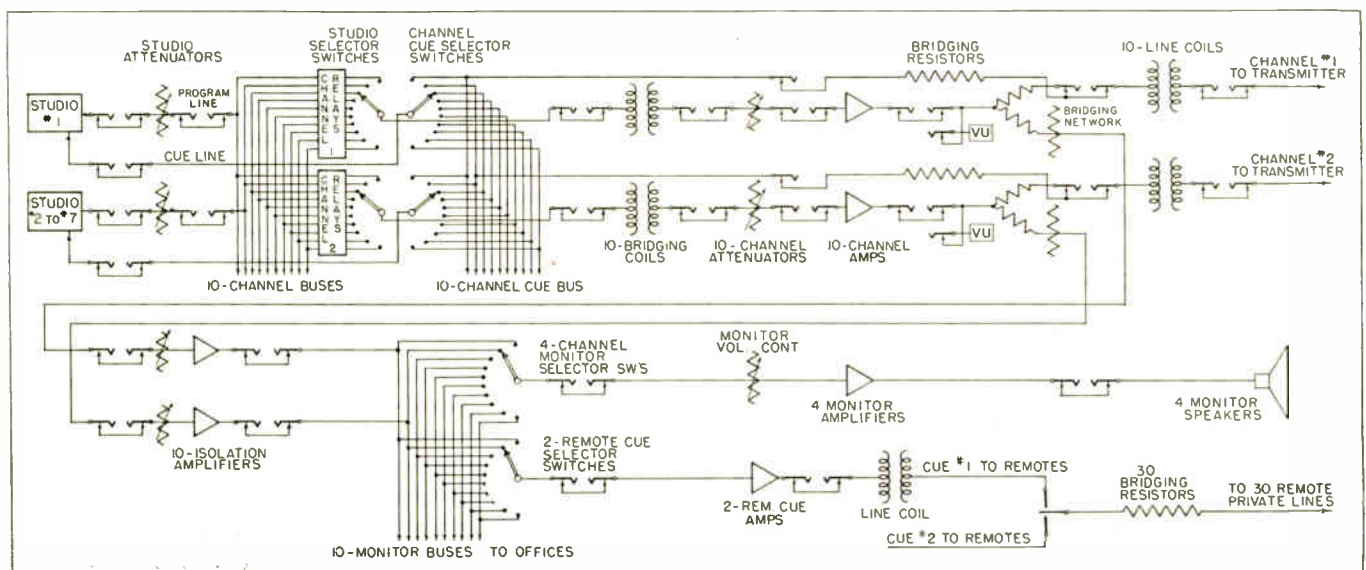 STUDIO
ATTENUATORS
STUDIO
SELECTOR
SWITCHES
CHANNEL
CUE SELECTOR
SWITCHES
BRIDGING
RESISTORS
10-LINE COILS
CHANNEL #1
TO TRANSMITTER
STUDIO
#1
PROGRAM
LINE
CHANNEL RELAYS 1
VU
BRIDGING
NETWORK
CUE LINE
CHANNEL #2
TO TRANSMITTER
STUDIO
#2 TO #7
CHANNEL RELAYS 2
VU
10-BRIDGING
COILS
10-CHANNEL
ATTENUATORS
10-CHANNEL
AMPS
10-CHANNEL BUSES
10-CHANNEL CUE BUS
4-CHANNEL
MONITOR
SELECTOR SW'S
MONITOR
VOL CONT
4 MONITOR
AMPLIFIERS
4 MONITOR
SPEAKERS
10-ISOLATION
AMPLIFIERS
2-REMOTE CUE
SELECTOR
SWITCHES
2-REM. CUE
AMPS
LINE COIL
CUE #1 TO REMOTES
30
BRIDGING
RESISTORS
TO 30 REMOTE
PRIVATE LINES
CUE #2 TO REMOTES
10-MONITOR BUSES TO OFFICES